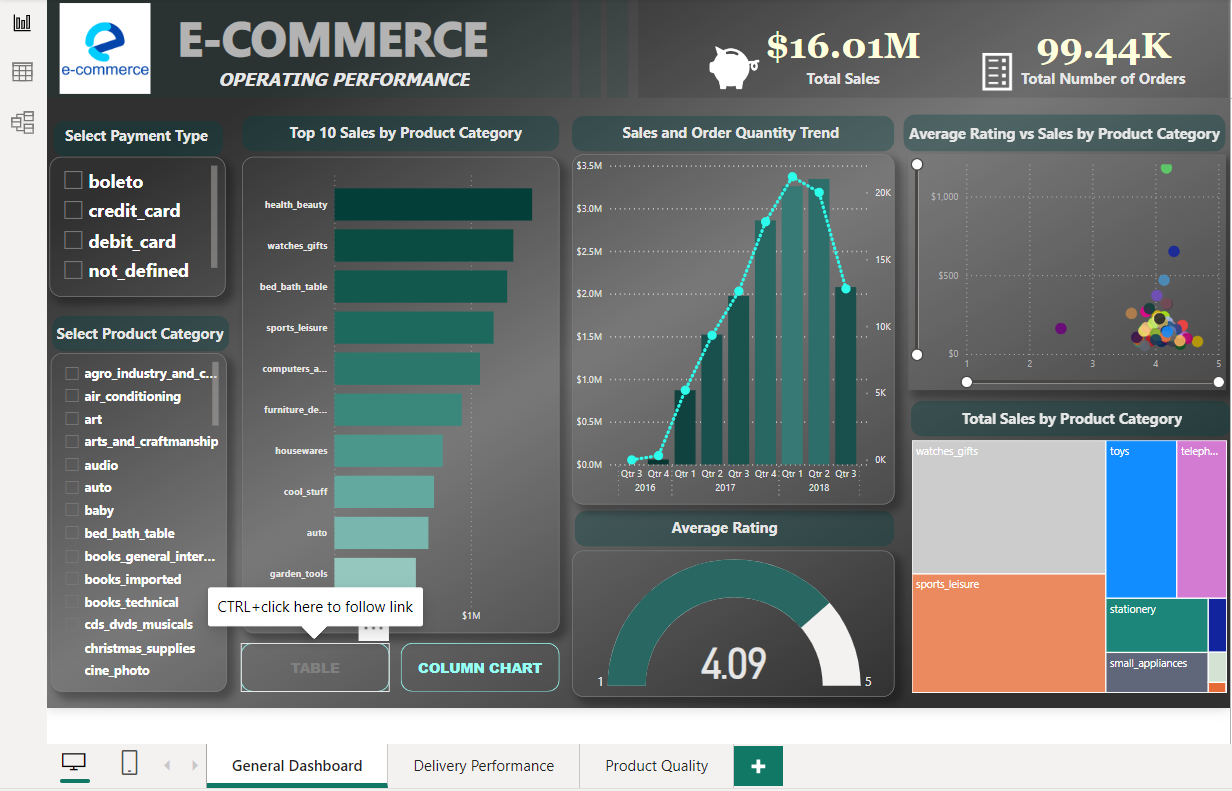 e-commerce
E-COMMERCE
OPERATING PERFORMANCE
$16.01M
Total Sales
99.44K
Total Number of Orders
Select Payment Type
boleto
credit_card
debit_card
not_defined
Select Product Category
agro_industry_and_c...
air_conditioning
art
arts_and_craftmanship
audio
auto
baby
bed_bath_table
books_general_inter...
books_imported
books_technical
cds_dvds_musicals
christmas_supplies
cine_photo
Top 10 Sales by Product Category
health_beauty
watches_gifts
bed_bath_table
sports_leisure
computers_a...
furniture_de...
housewares
cool_stuff
auto
garden_tools
$1M
CTRL+click here to follow link
TABLE
COLUMN CHART
Sales and Order Quantity Trend
$3.5M
$3.0M
$2.5M
$2.0M
$1.5M
$1.0M
$0.5M
$0.0M
20K
15K
10K
5K
0K
Qtr 3 Qtr 4 Qtr 1 Qtr 2 Qtr 3 Qtr 4 Qtr 1 Qtr 2 Qtr 3
2016 2017 2018
Average Rating
4.09
1 5
Average Rating vs Sales by Product Category
$1,000
$500
$0
1 2 3 4 5
Total Sales by Product Category
watches_gifts
toys
teleph...
sports_leisure
stationery
small_appliances
General Dashboard
Delivery Performance
Product Quality
+